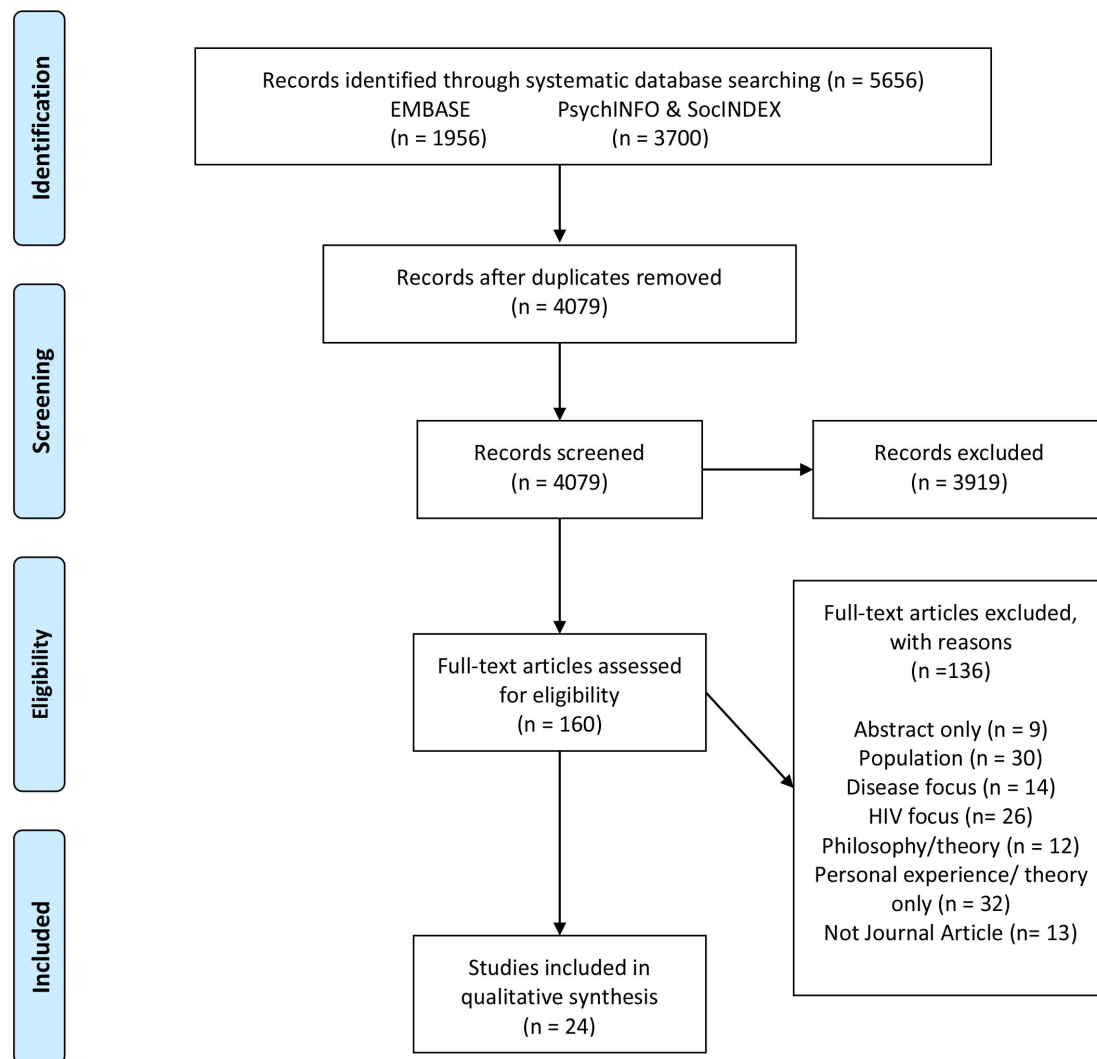 Identification
Records identified through systematic database searching (n = 5656)
EMBASE PsychINFO & SocINDEX
(n = 1956) (n = 3700)
Records after duplicates removed
(n = 4079)
Screening
Records screened
(n = 4079)
Records excluded
(n = 3919)
Eligibility
Full-text articles assessed
for eligibility
(n = 160)
Full-text articles excluded,
with reasons
(n =136)
Abstract only (n = 9)
Population (n = 30)
Disease focus (n = 14)
HIV focus (n= 26)
Philosophy/theory (n = 12)
Personal experience/ theory
only (n = 32)
Not Journal Article (n= 13)
Included
Studies included in
qualitative synthesis
(n = 24)